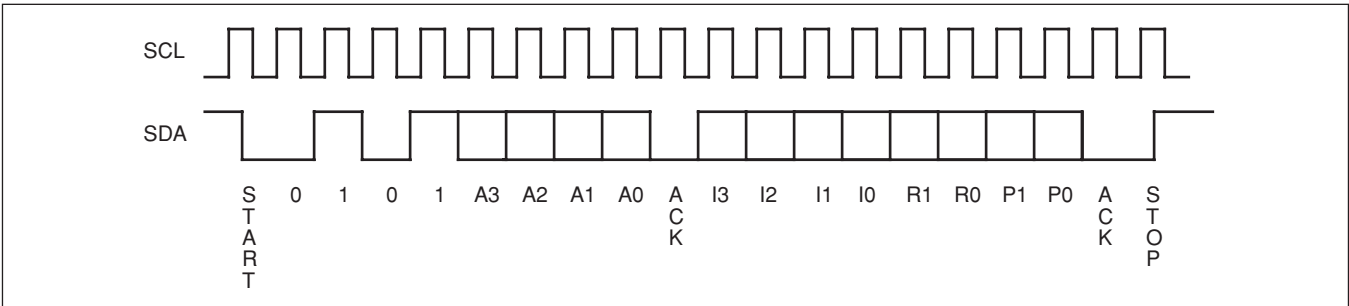 SCL
SDA
START 0 1 0 1 A3 A2 A1 A0 ACK I3 I2 I1 I0 R1 R0 P1 P0 ACK STOP